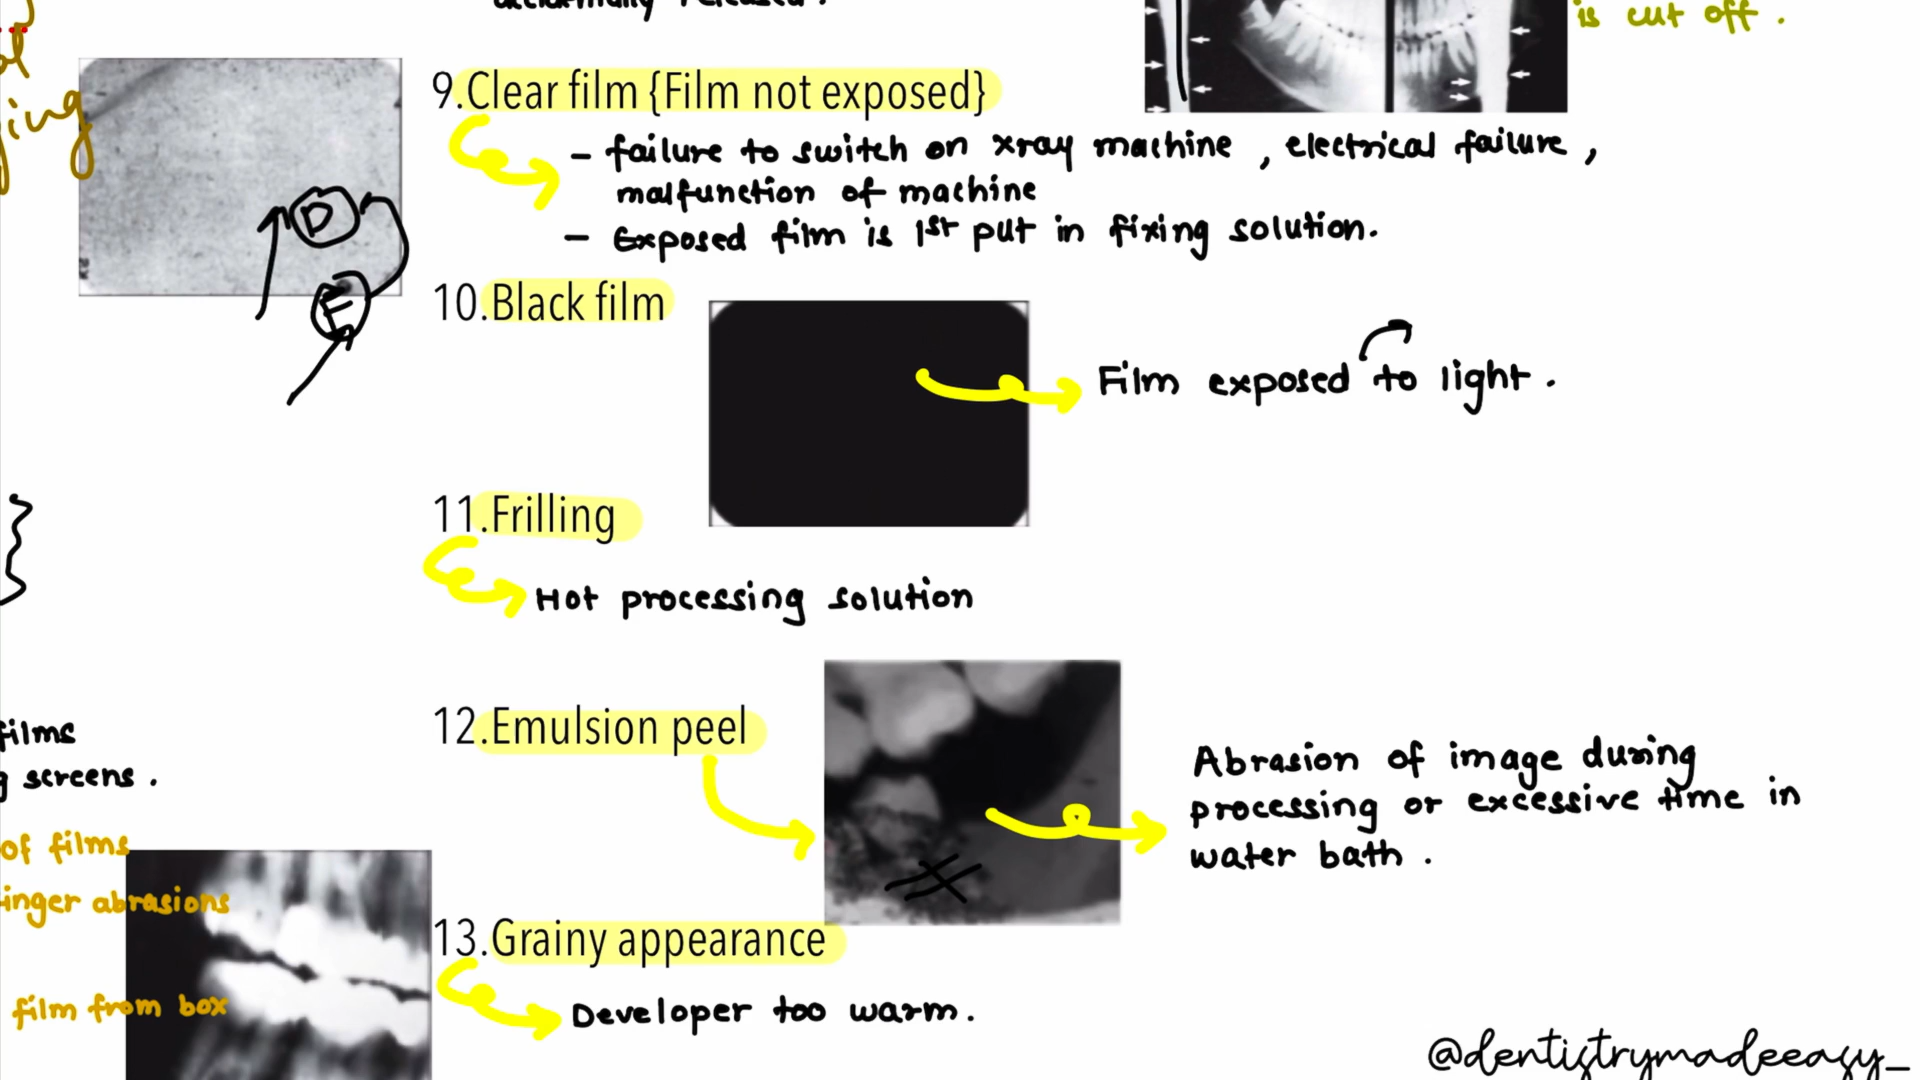 is cut off .
9.Clear film {Film not exposed}
- failure to switch on xray machine , electrical failure ,
malfunction of machine
- Exposed film is 1st put in fixing solution.
D
F
10.Black film
Film exposed to light .
11.Frilling
Hot processing solution
12.Emulsion peel
Abrasion of image during
processing or excessive time in
water bath .
films
screens .
of films
abrasions
film from box
13.Grainy appearance
Developer too warm .
@dentistrymadeeasy_